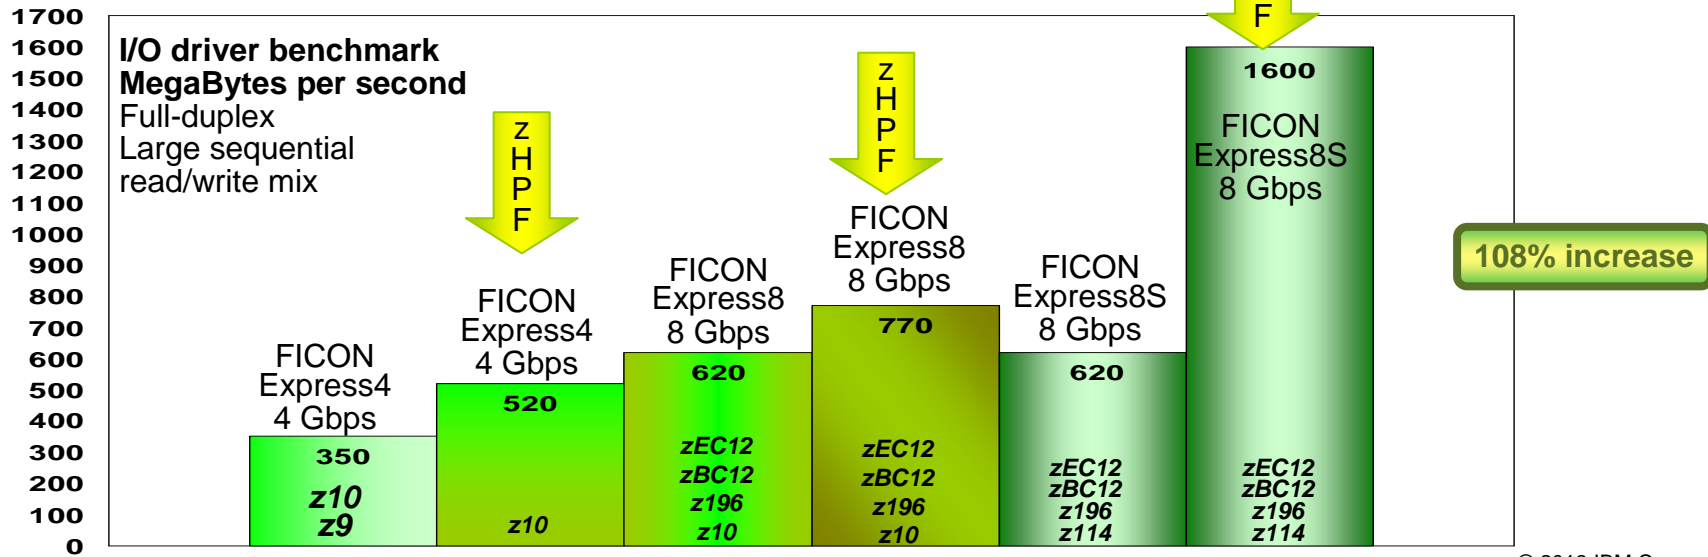 1700
1600
1500
1400
1300
1200
1100
1000
900
800
700
600
500
400
300
200
100
0
I/O driver benchmark
MegaBytes per second
Full-duplex
Large sequential
read/write mix
FICON
Express4
4 Gbps
350
z10
z9
z
H
P
F
FICON
Express4
4 Gbps
520
z10
FICON
Express8
8 Gbps
620
zEC12
zBC12
z196
z10
z
H
P
F
FICON
Express8
8 Gbps
770
zEC12
zBC12
z196
z10
FICON
Express8S
8 Gbps
620
zEC12
zBC12
z196
z114
F
1600
FICON
Express8S
8 Gbps
zEC12
zBC12
z196
z114
108% increase